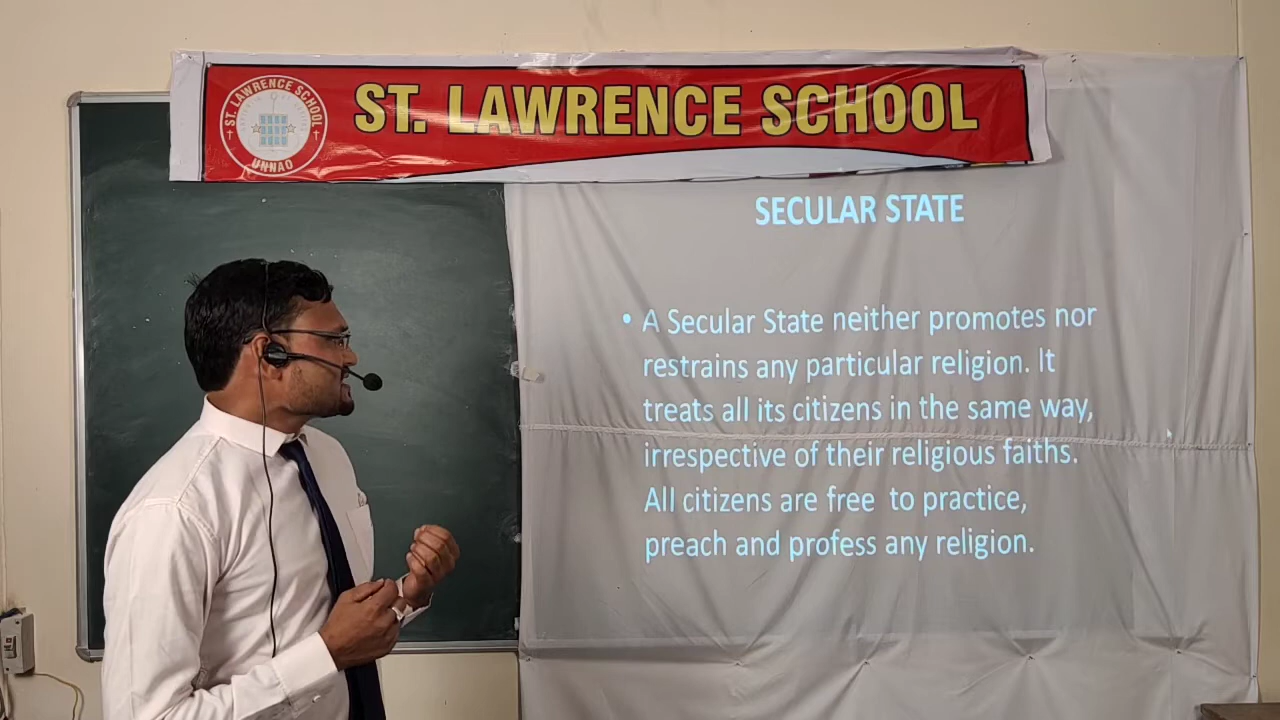 ST. LAWRENCE SCHOOL
UNNAO
ST. LAWRENCE SCHOOL
SECULAR STATE
• A Secular State neither promotes nor
restrains any particular religion. It
treats all its citizens in the same way,
irrespective of their religious faiths.
All citizens are free to practice,
preach and profess any religion.